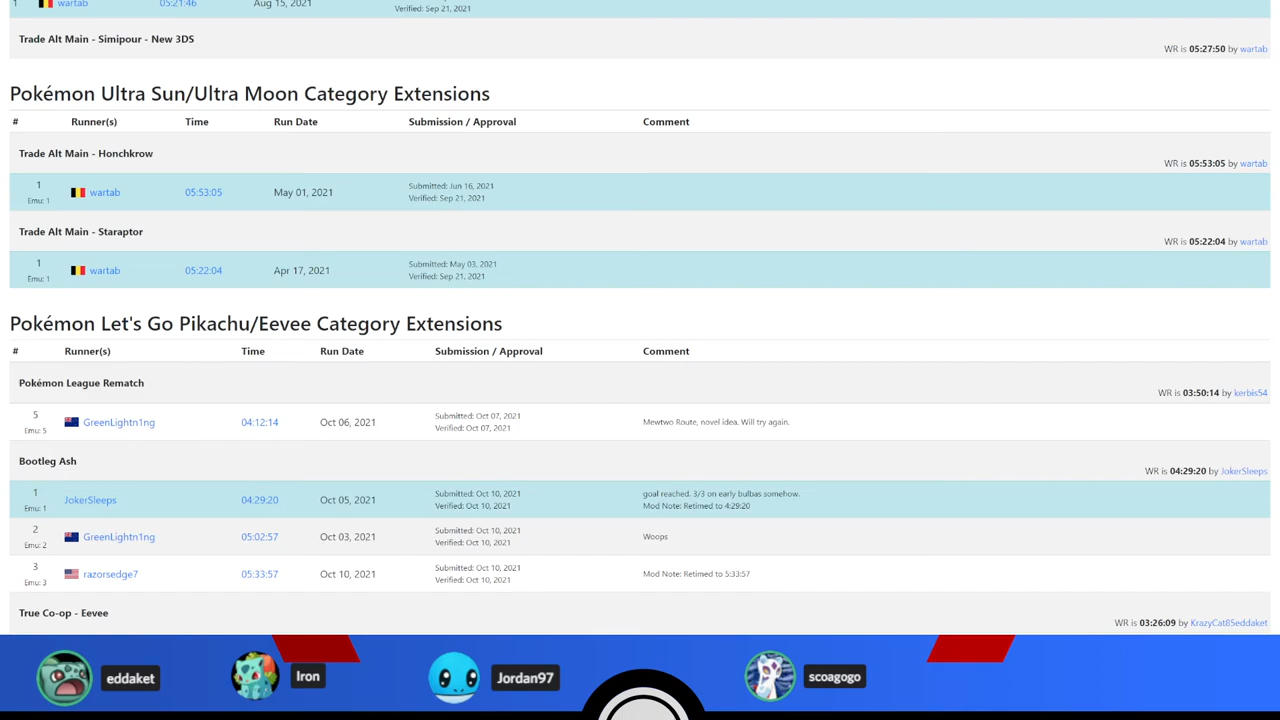 1 wartab 05:21:46 Aug 15, 2021
Verified: Sep 21, 2021
Trade Alt Main - Simipour - New 3DS
WR is 05:27:50 by wartab
Pokémon Ultra Sun/Ultra Moon Category Extensions
# Runner(s) Time Run Date Submission / Approval Comment
Trade Alt Main - Honchkrow
WR is 05:53:05 by wartab
1 wartab 05:53:05 May 01, 2021 Submitted: Jun 16, 2021
Emu: 1 Verified: Sep 21, 2021
Trade Alt Main - Staraptor
WR is 05:22:04 by wartab
1 wartab 05:22:04 Apr 17, 2021 Submitted: May 03, 2021
Emu: 1 Verified: Sep 21, 2021
Pokémon Let's Go Pikachu/Eevee Category Extensions
# Runner(s) Time Run Date Submission / Approval Comment
Pokémon League Rematch
WR is 03:50:14 by kerbis54
5 GreenLightn1ng 04:12:14 Oct 06, 2021 Submitted: Oct 07, 2021 Mewtwo Route, novel idea. Will try again.
Emu: 5 Verified: Oct 07, 2021
Bootleg Ash
WR is 04:29:20 by JokerSleeps
1 JokerSleeps 04:29:20 Oct 05, 2021 Submitted: Oct 10, 2021 goal reached. 3/3 on early bulbas somehow.
Emu: 1 Verified: Oct 10, 2021 Mod Note: Retimed to 4:29:20
2 GreenLightn1ng 05:02:57 Oct 03, 2021 Submitted: Oct 10, 2021 Woops
Emu: 2 Verified: Oct 10, 2021
3 razorsedge7 05:33:57 Oct 10, 2021 Submitted: Oct 10, 2021 Mod Note: Retimed to 5:33:57
Emu: 3 Verified: Oct 10, 2021
True Co-op - Eevee
WR is 03:26:09 by KrazyCat85eddaket
eddaket Iron Jordan97 scoagogo